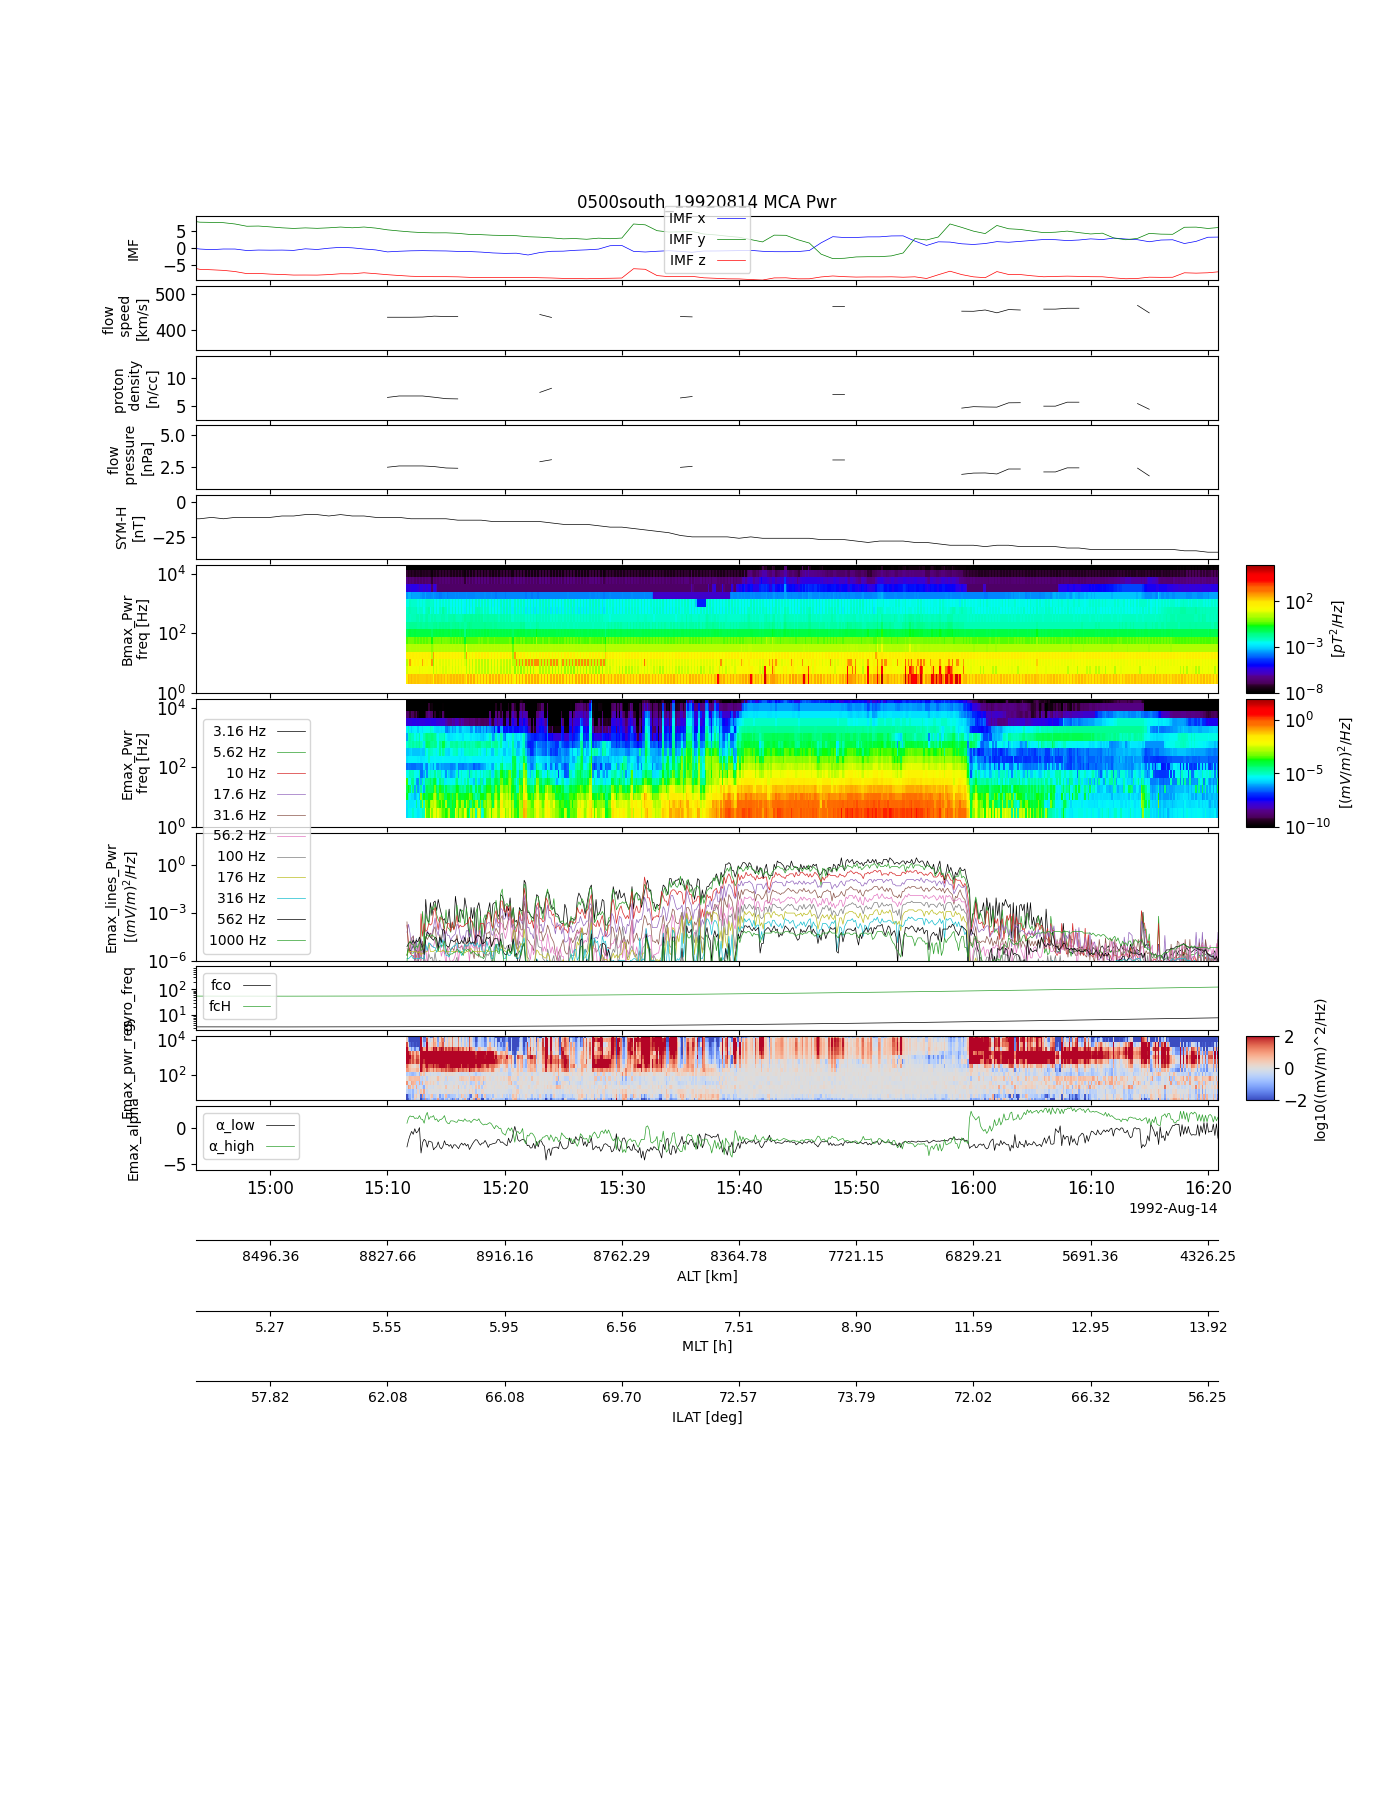 0500south_19920814 MCA Pwr
IMF
5
0
−5
IMF x
IMF y
IMF z
flow
speed
[km/s]
500
400
proton
density
[n/cc]
10
5
flow
pressure
[nPa]
5.0
2.5
SYM-H
[nT]
0
−25
Bmax_Pwr
freq [Hz]
10^4
10^2
10^0
10^2
10^−3
10^−8
[pT^2/Hz]
Emax_Pwr
freq [Hz]
10^4
10^2
10^0
10^0
10^−5
10^−10
[(mV/m)^2/Hz]
3.16 Hz
5.62 Hz
10 Hz
17.6 Hz
31.6 Hz
56.2 Hz
100 Hz
176 Hz
316 Hz
562 Hz
1000 Hz
Emax_lines_Pwr
[(mV/m)^2/Hz]
10^0
10^−3
10^−6
gyro_freq
10^2
10^1
fco
fcH
Emax_pwr_res
10^4
10^2
2
0
−2
log10((mV/m)^2/Hz)
Emax_alpha
0
−5
α_low
α_high
15:00 15:10 15:20 15:30 15:40 15:50 16:00 16:10 16:20
1992-Aug-14
8496.36 8827.66 8916.16 8762.29 8364.78 7721.15 6829.21 5691.36 4326.25
ALT [km]
5.27 5.55 5.95 6.56 7.51 8.90 11.59 12.95 13.92
MLT [h]
57.82 62.08 66.08 69.70 72.57 73.79 72.02 66.32 56.25
ILAT [deg]